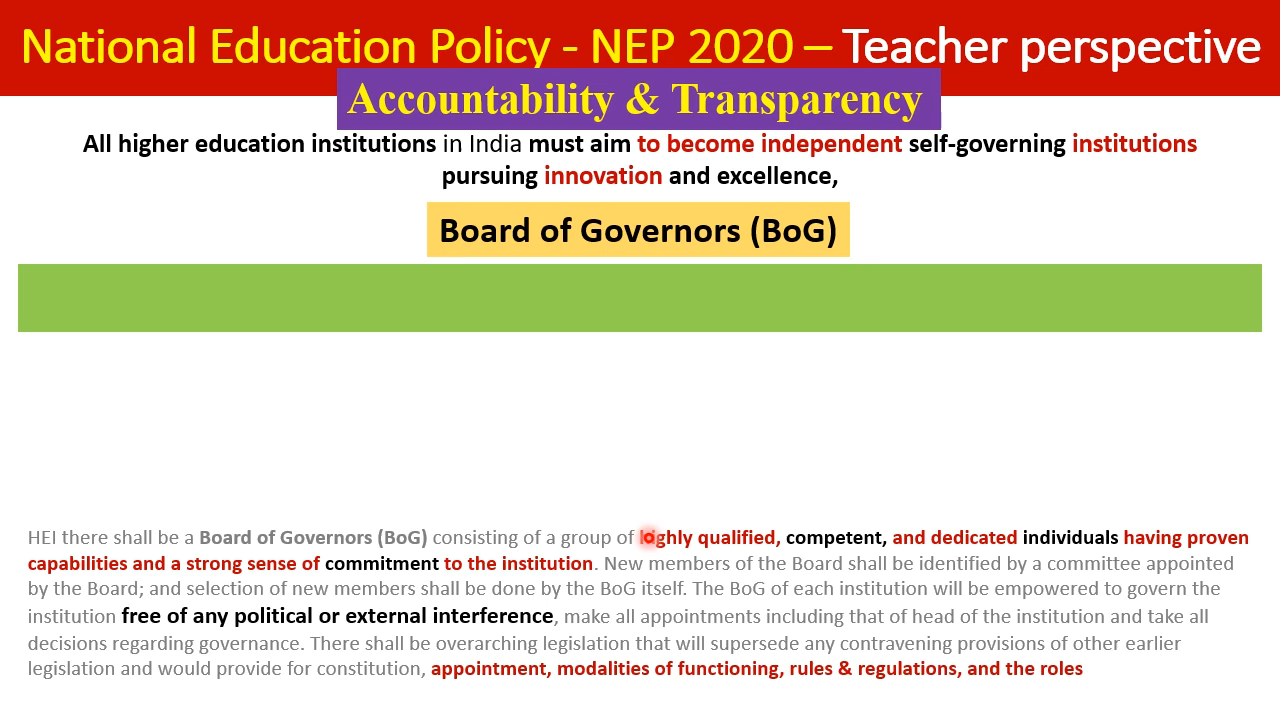 National Education Policy - NEP 2020 – Teacher perspective
Accountability & Transparency
All higher education institutions in India must aim to become independent self-governing institutions
pursuing innovation and excellence,
Board of Governors (BoG)
HEI there shall be a Board of Governors (BoG) consisting of a group of highly qualified, competent, and dedicated individuals having proven
capabilities and a strong sense of commitment to the institution. New members of the Board shall be identified by a committee appointed
by the Board; and selection of new members shall be done by the BoG itself. The BoG of each institution will be empowered to govern the
institution free of any political or external interference, make all appointments including that of head of the institution and take all
decisions regarding governance. There shall be overarching legislation that will supersede any contravening provisions of other earlier
legislation and would provide for constitution, appointment, modalities of functioning, rules & regulations, and the roles